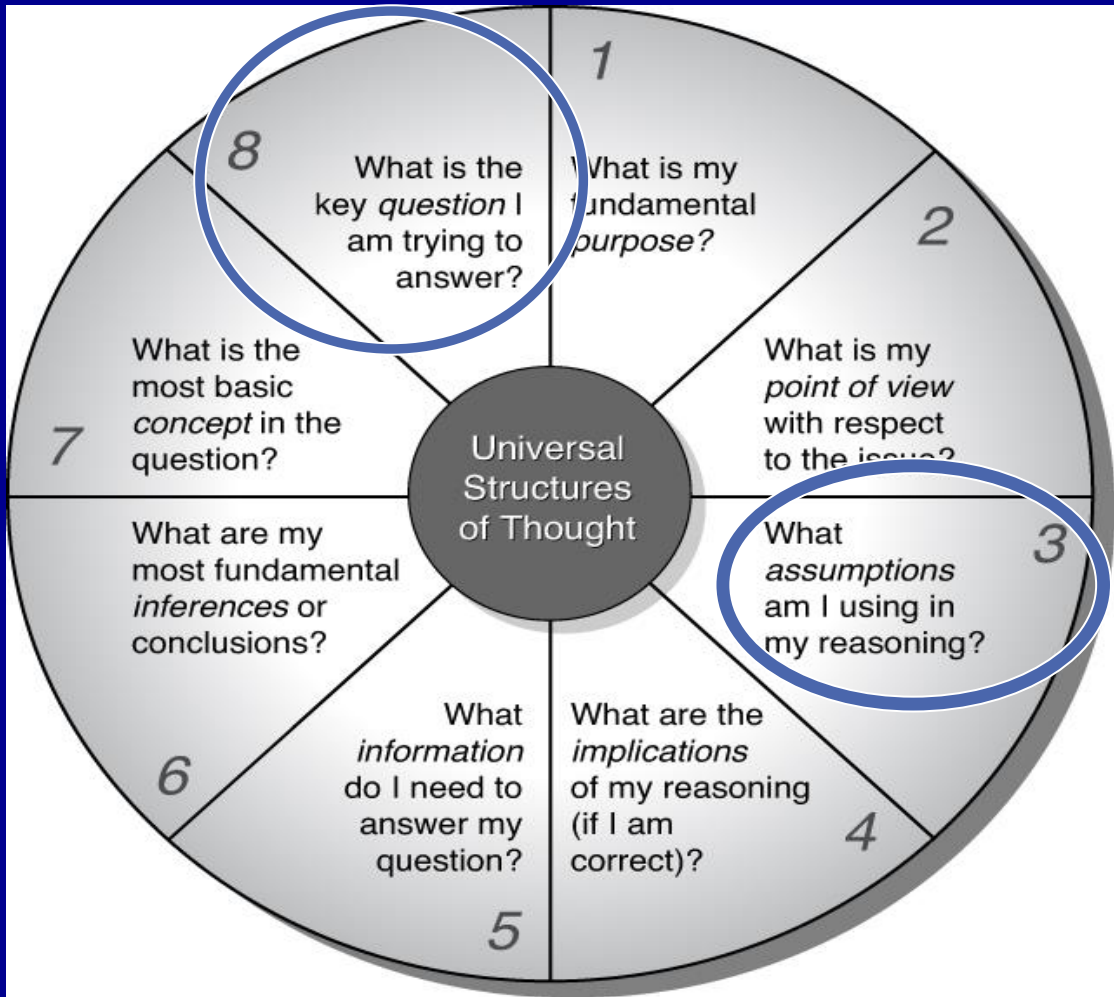 1
What is my
fundamental
purpose?
2
What is my
point of view
with respect
to the issue?
3
What
assumptions
am I using in
my reasoning?
4
What are the
implications
of my reasoning
(if I am
correct)?
5
What
information
do I need to
answer my
question?
6
What are my
most fundamental
inferences or
conclusions?
7
What is the
most basic
concept in the
question?
8
What is the
key question I
am trying to
answer?
Universal
Structures
of Thought